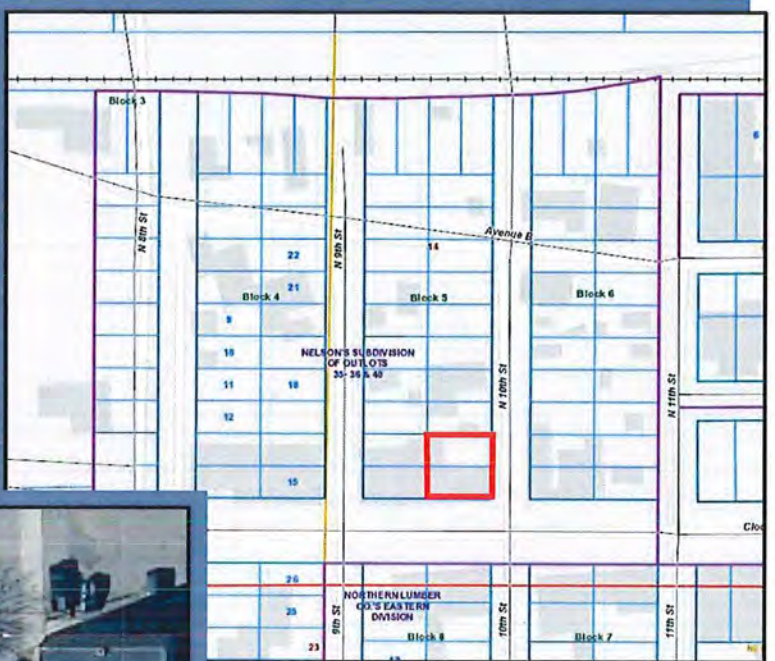 Block 3
N 8th St
N 9th St
Avenue B
14
22
21
Block 4
Block 5
Block 6
9
NELSON'S SUBDIVISION
OF OUTLOTS
35- 36 & 40
10
11
18
12
N 10th St
N 11th St
15
Cloq
26
NORTHERN LUMBER
CO.'S EASTERN
DIVISION
25
9th St
10th St
11th St
23
Block 8
Block 7